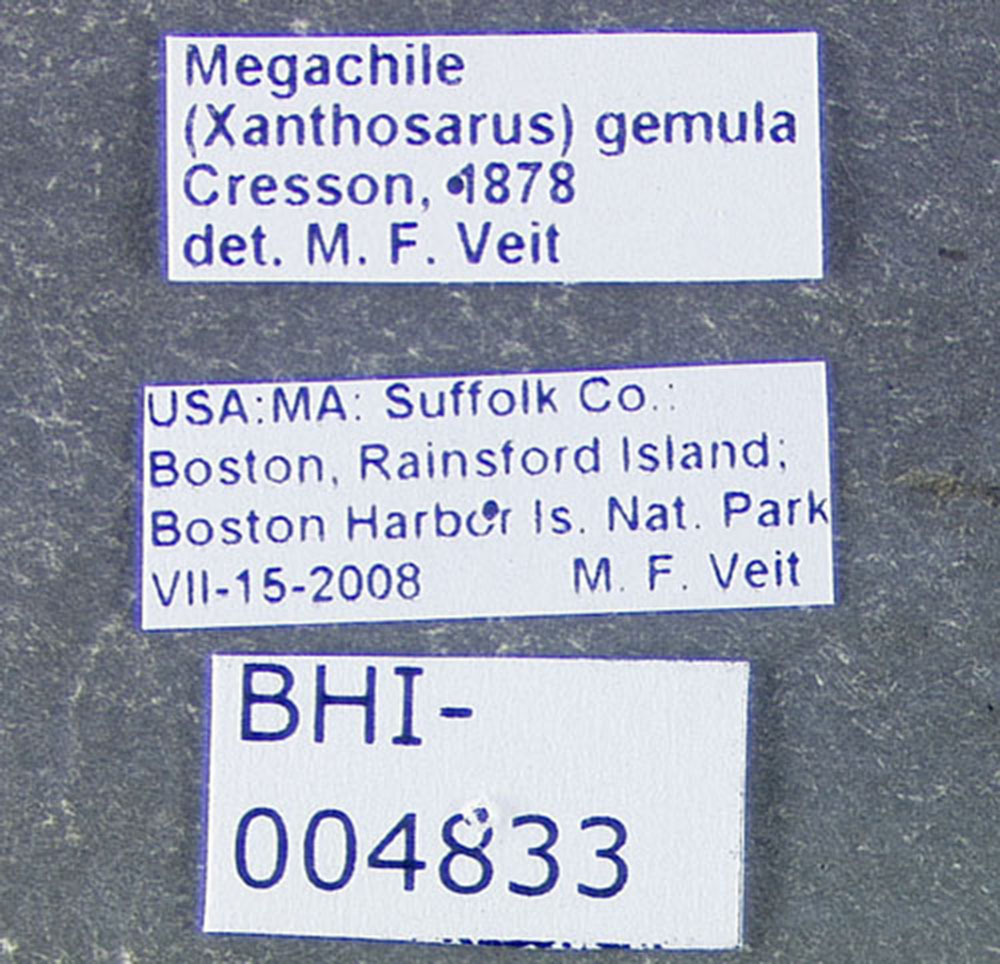 Megachile
(Xanthosarus) gemula
Cresson, 1878
det. M. F. Veit
USA:MA: Suffolk Co.:
Boston, Rainsford Island;
Boston Harbor Is. Nat. Park
VII-15-2008 M. F. Veit
BHI-
004833